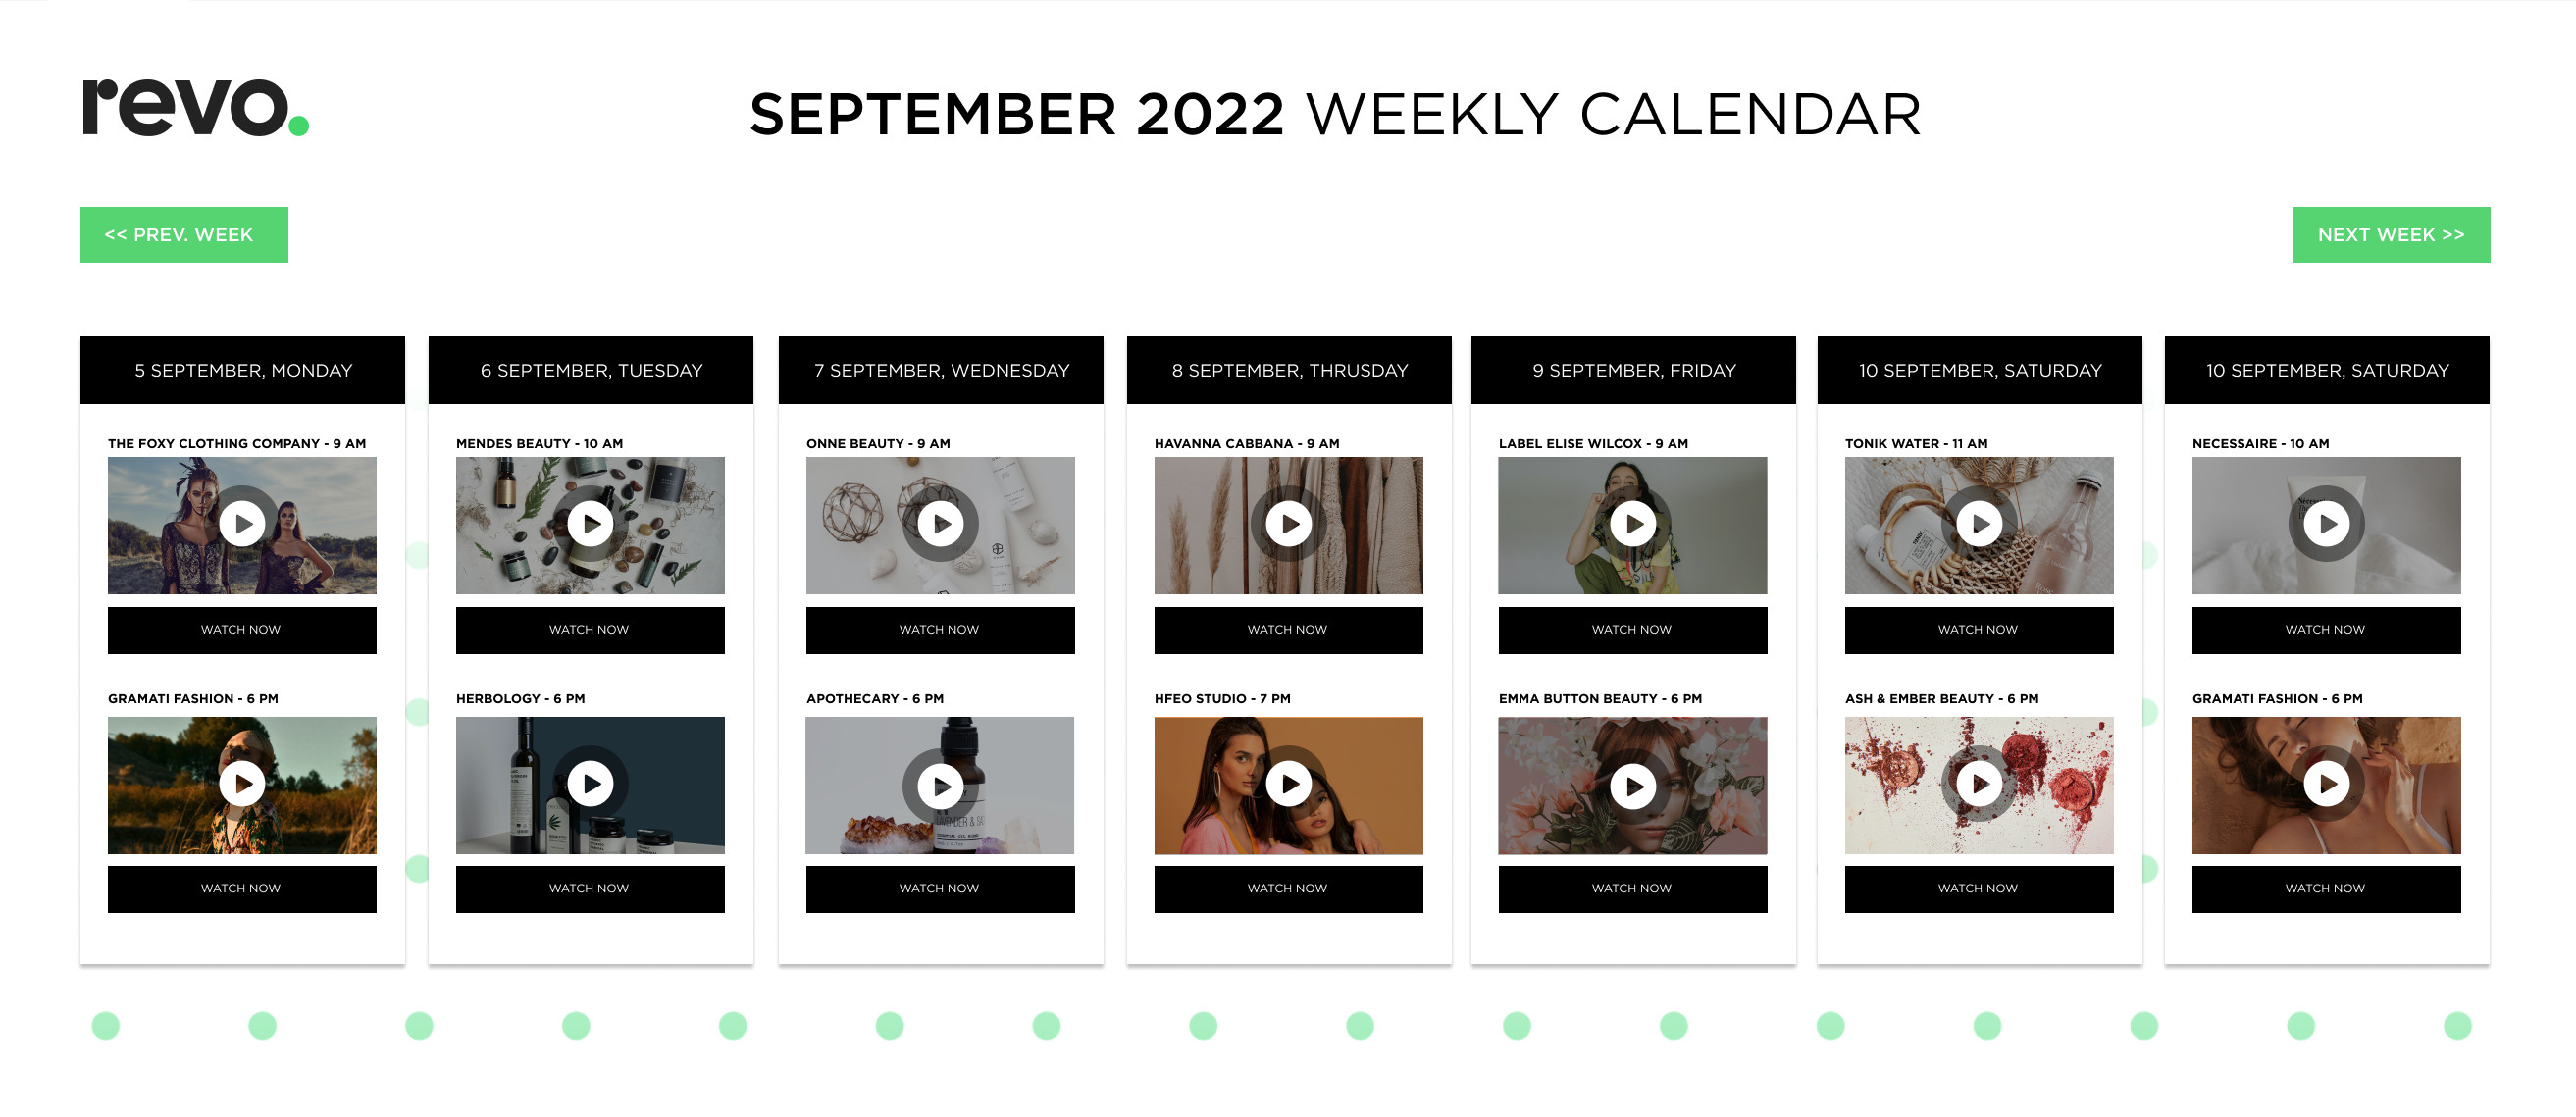 revo.
SEPTEMBER 2022 WEEKLY CALENDAR
<< PREV. WEEK
NEXT WEEK >>
5 SEPTEMBER, MONDAY
THE FOXY CLOTHING COMPANY - 9 AM
WATCH NOW
GRAMATI FASHION - 6 PM
WATCH NOW
6 SEPTEMBER, TUESDAY
MENDES BEAUTY - 10 AM
WATCH NOW
HERBOLOGY - 6 PM
WATCH NOW
7 SEPTEMBER, WEDNESDAY
ONNE BEAUTY - 9 AM
WATCH NOW
APOTHECARY - 6 PM
LAVENDER & SA
WATCH NOW
8 SEPTEMBER, THRUSDAY
HAVANNA CABBANA - 9 AM
WATCH NOW
HFEO STUDIO - 7 PM
WATCH NOW
9 SEPTEMBER, FRIDAY
LABEL ELISE WILCOX - 9 AM
WATCH NOW
EMMA BUTTON BEAUTY - 6 PM
WATCH NOW
10 SEPTEMBER, SATURDAY
TONIK WATER - 11 AM
TONIK
WATCH NOW
ASH & EMBER BEAUTY - 6 PM
WATCH NOW
10 SEPTEMBER, SATURDAY
NECESSAIRE - 10 AM
WATCH NOW
GRAMATI FASHION - 6 PM
WATCH NOW